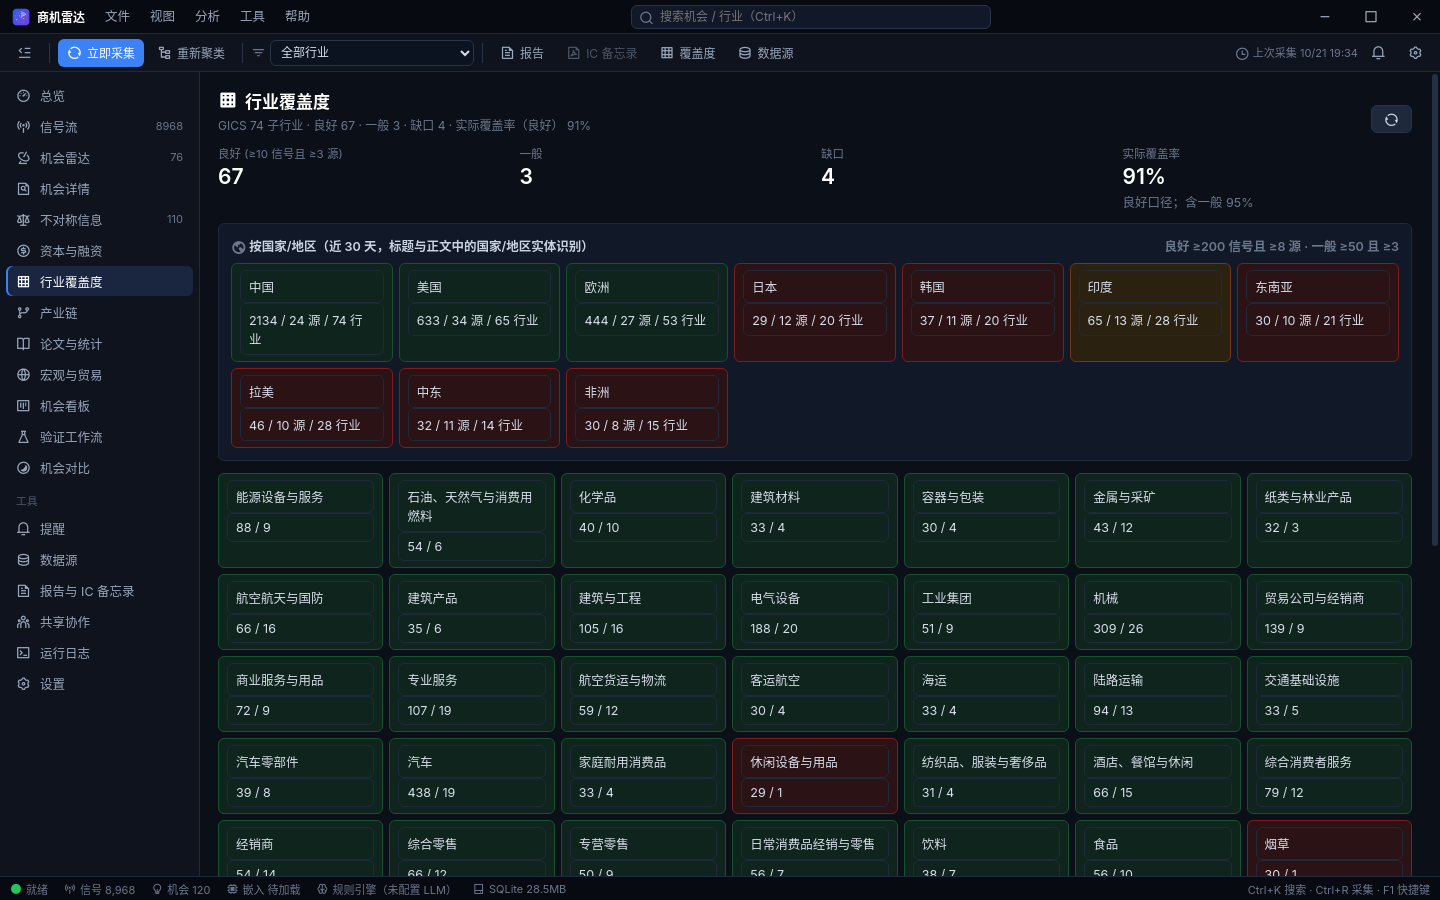 商机雷达 文件 视图 分析 工具 帮助 搜索机会 / 行业（Ctrl+K）
立即采集 重新聚类 全部行业 报告 IC 备忘录 覆盖度 数据源 上次采集 10/21 19:34
总览
信号流 8968
机会雷达 76
机会详情
不对称信息 110
资本与融资
行业覆盖度
产业链
论文与统计
宏观与贸易
机会看板
验证工作流
机会对比
工具
提醒
数据源
报告与 IC 备忘录
共享协作
运行日志
设置
行业覆盖度
GICS 74 子行业 · 良好 67 · 一般 3 · 缺口 4 · 实际覆盖率（良好） 91%
良好 (≥10 信号且 ≥3 源) 一般 缺口 实际覆盖率
67 3 4 91%
良好口径；含一般 95%
按国家/地区（近 30 天，标题与正文中的国家/地区实体识别） 良好 ≥200 信号且 ≥8 源 · 一般 ≥50 且 ≥3
中国 美国 欧洲 日本 韩国 印度 东南亚
2134 / 24 源 / 74 行业 633 / 34 源 / 65 行业 444 / 27 源 / 53 行业 29 / 12 源 / 20 行业 37 / 11 源 / 20 行业 65 / 13 源 / 28 行业 30 / 10 源 / 21 行业
拉美 中东 非洲
46 / 10 源 / 28 行业 32 / 11 源 / 14 行业 30 / 8 源 / 15 行业
能源设备与服务 石油、天然气与消费用燃料 化学品 建筑材料 容器与包装 金属与采矿 纸类与林业产品
88 / 9 54 / 6 40 / 10 33 / 4 30 / 4 43 / 12 32 / 3
航空航天与国防 建筑产品 建筑与工程 电气设备 工业集团 机械 贸易公司与经销商
66 / 16 35 / 6 105 / 16 188 / 20 51 / 9 309 / 26 139 / 9
商业服务与用品 专业服务 航空货运与物流 客运航空 海运 陆路运输 交通基础设施
72 / 9 107 / 19 59 / 12 30 / 4 33 / 4 94 / 13 33 / 5
汽车零部件 汽车 家庭耐用消费品 休闲设备与用品 纺织品、服装与奢侈品 酒店、餐馆与休闲 综合消费者服务
39 / 8 438 / 19 33 / 4 29 / 1 31 / 4 66 / 15 79 / 12
经销商 综合零售 专营零售 日常消费品经销与零售 饮料 食品 烟草
54 / 14 66 / 12 50 / 9 56 / 7 38 / 7 56 / 10 30 / 1
就绪 信号 8,968 机会 120 嵌入 待加载 规则引擎（未配置 LLM） SQLite 28.5MB Ctrl+K 搜索 · Ctrl+R 采集 · F1 快捷键